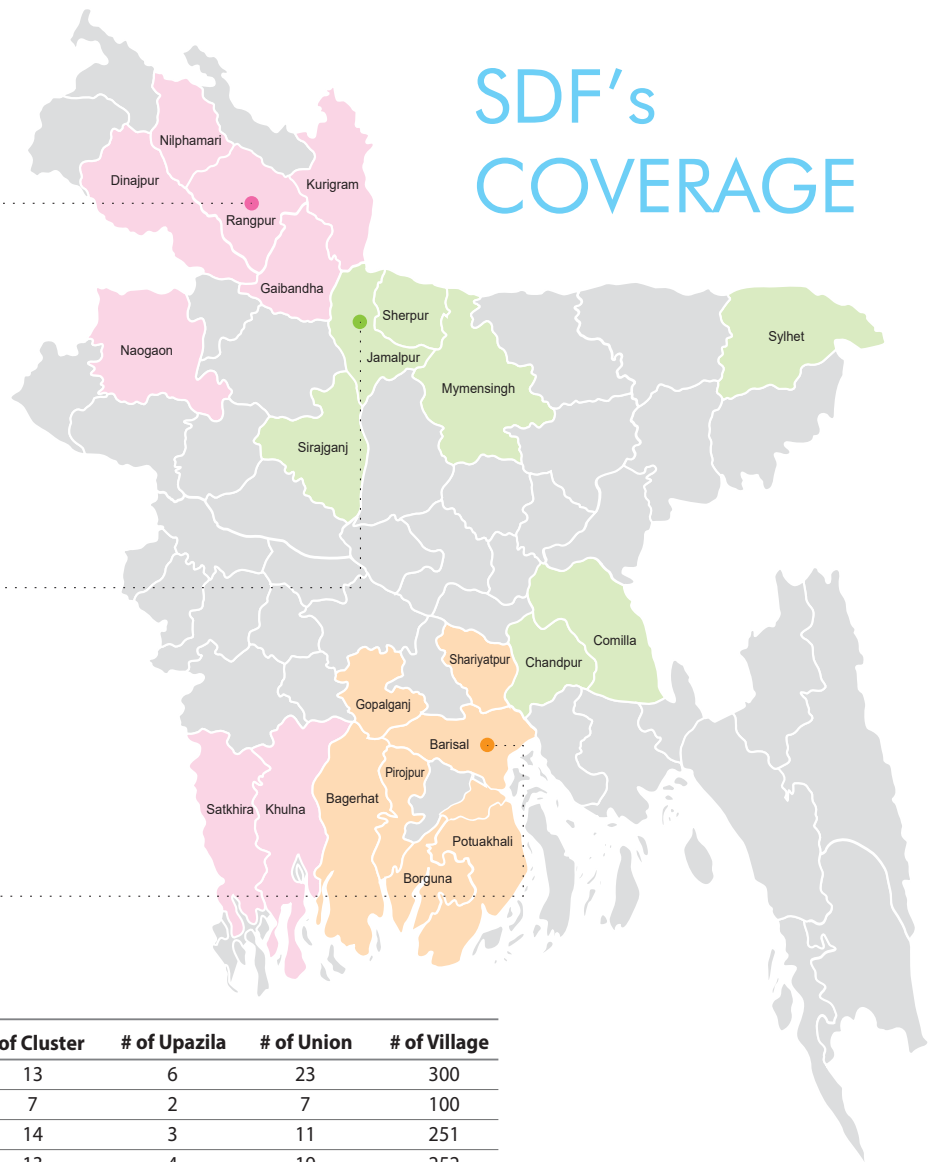 SDF's
COVERAGE
Nilphamari
Dinajpur
Kurigram
Rangpur
Gaibandha
Sherpur
Sylhet
Naogaon
Jamalpur
Mymensingh
Sirajganj
Comilla
Shariyatpur
Chandpur
Gopalganj
Barisal
Pirojpur
Bagerhat
Satkhira
Khulna
Potuakhali
Borguna
of Cluster # of Upazila # of Union # of Village
13 6 23 300
7 2 7 100
14 3 11 251